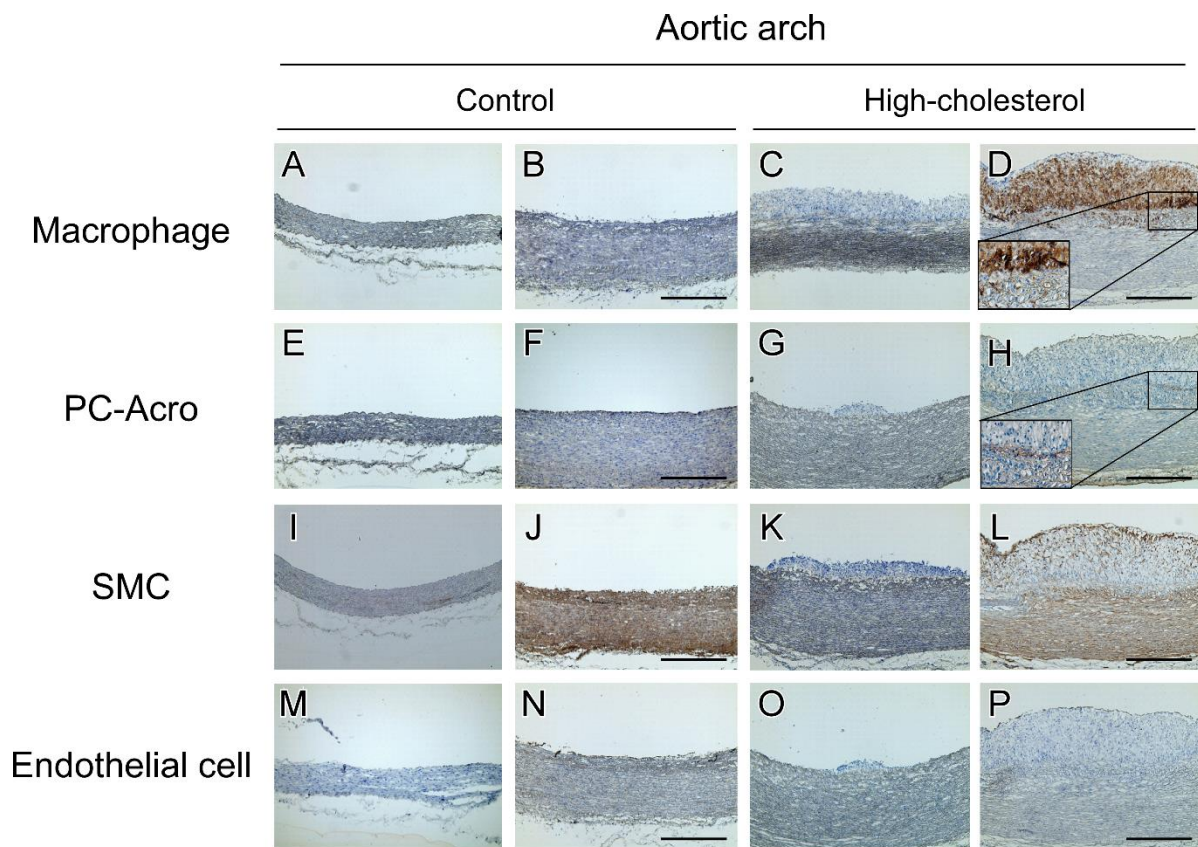 Aortic arch
Control
High-cholesterol
Macrophage
A
B
C
D
PC-Acro
E
F
G
H
SMC
I
J
K
L
Endothelial cell
M
N
O
P